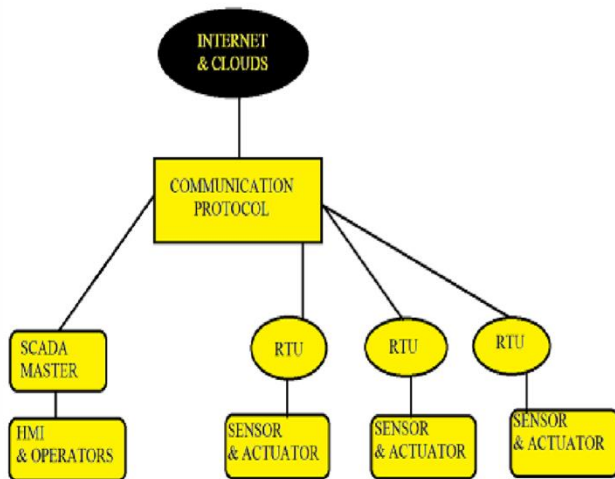 INTERNET
& CLOUDS
COMMUNICATION
PROTOCOL
SCADA
MASTER
RTU
RTU
RTU
HMI
& OPERATORS
SENSOR
& ACTUATOR
SENSOR
& ACTUATOR
SENSOR
& ACTUATOR